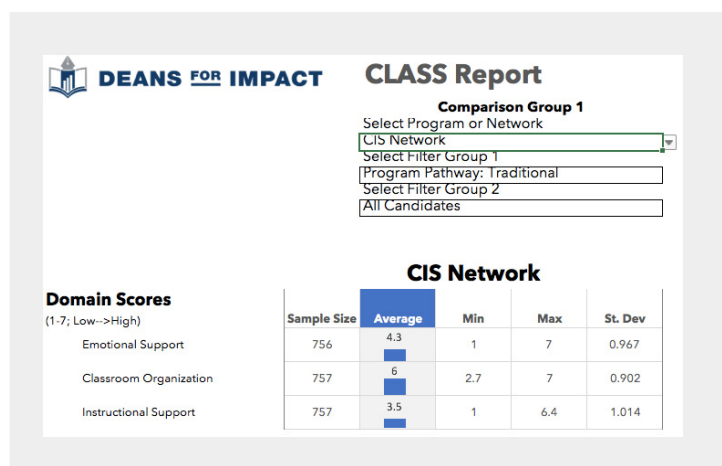 DEANS FOR IMPACT
CLASS Report
Comparison Group 1
Select Program or Network
CIS Network
Select Filter Group 1
Program Pathway: Traditional
Select Filter Group 2
All Candidates
CIS Network
Domain Scores
(1-7; Low-->High)
Sample Size Average Min Max St. Dev
Emotional Support 756 4.3 1 7 0.967
Classroom Organization 757 6 2.7 7 0.902
Instructional Support 757 3.5 1 6.4 1.014